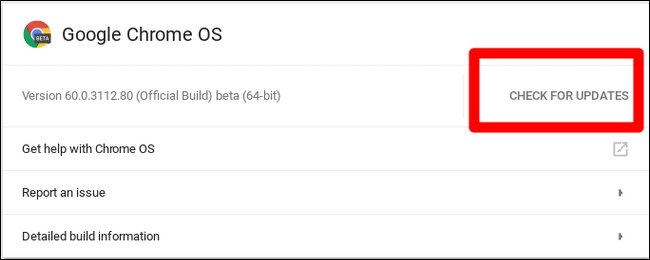 BETA
Google Chrome OS
Version 60.0.3112.80 (Official Build) beta (64-bit)
CHECK FOR UPDATES
Get help with Chrome OS
Report an issue
Detailed build information